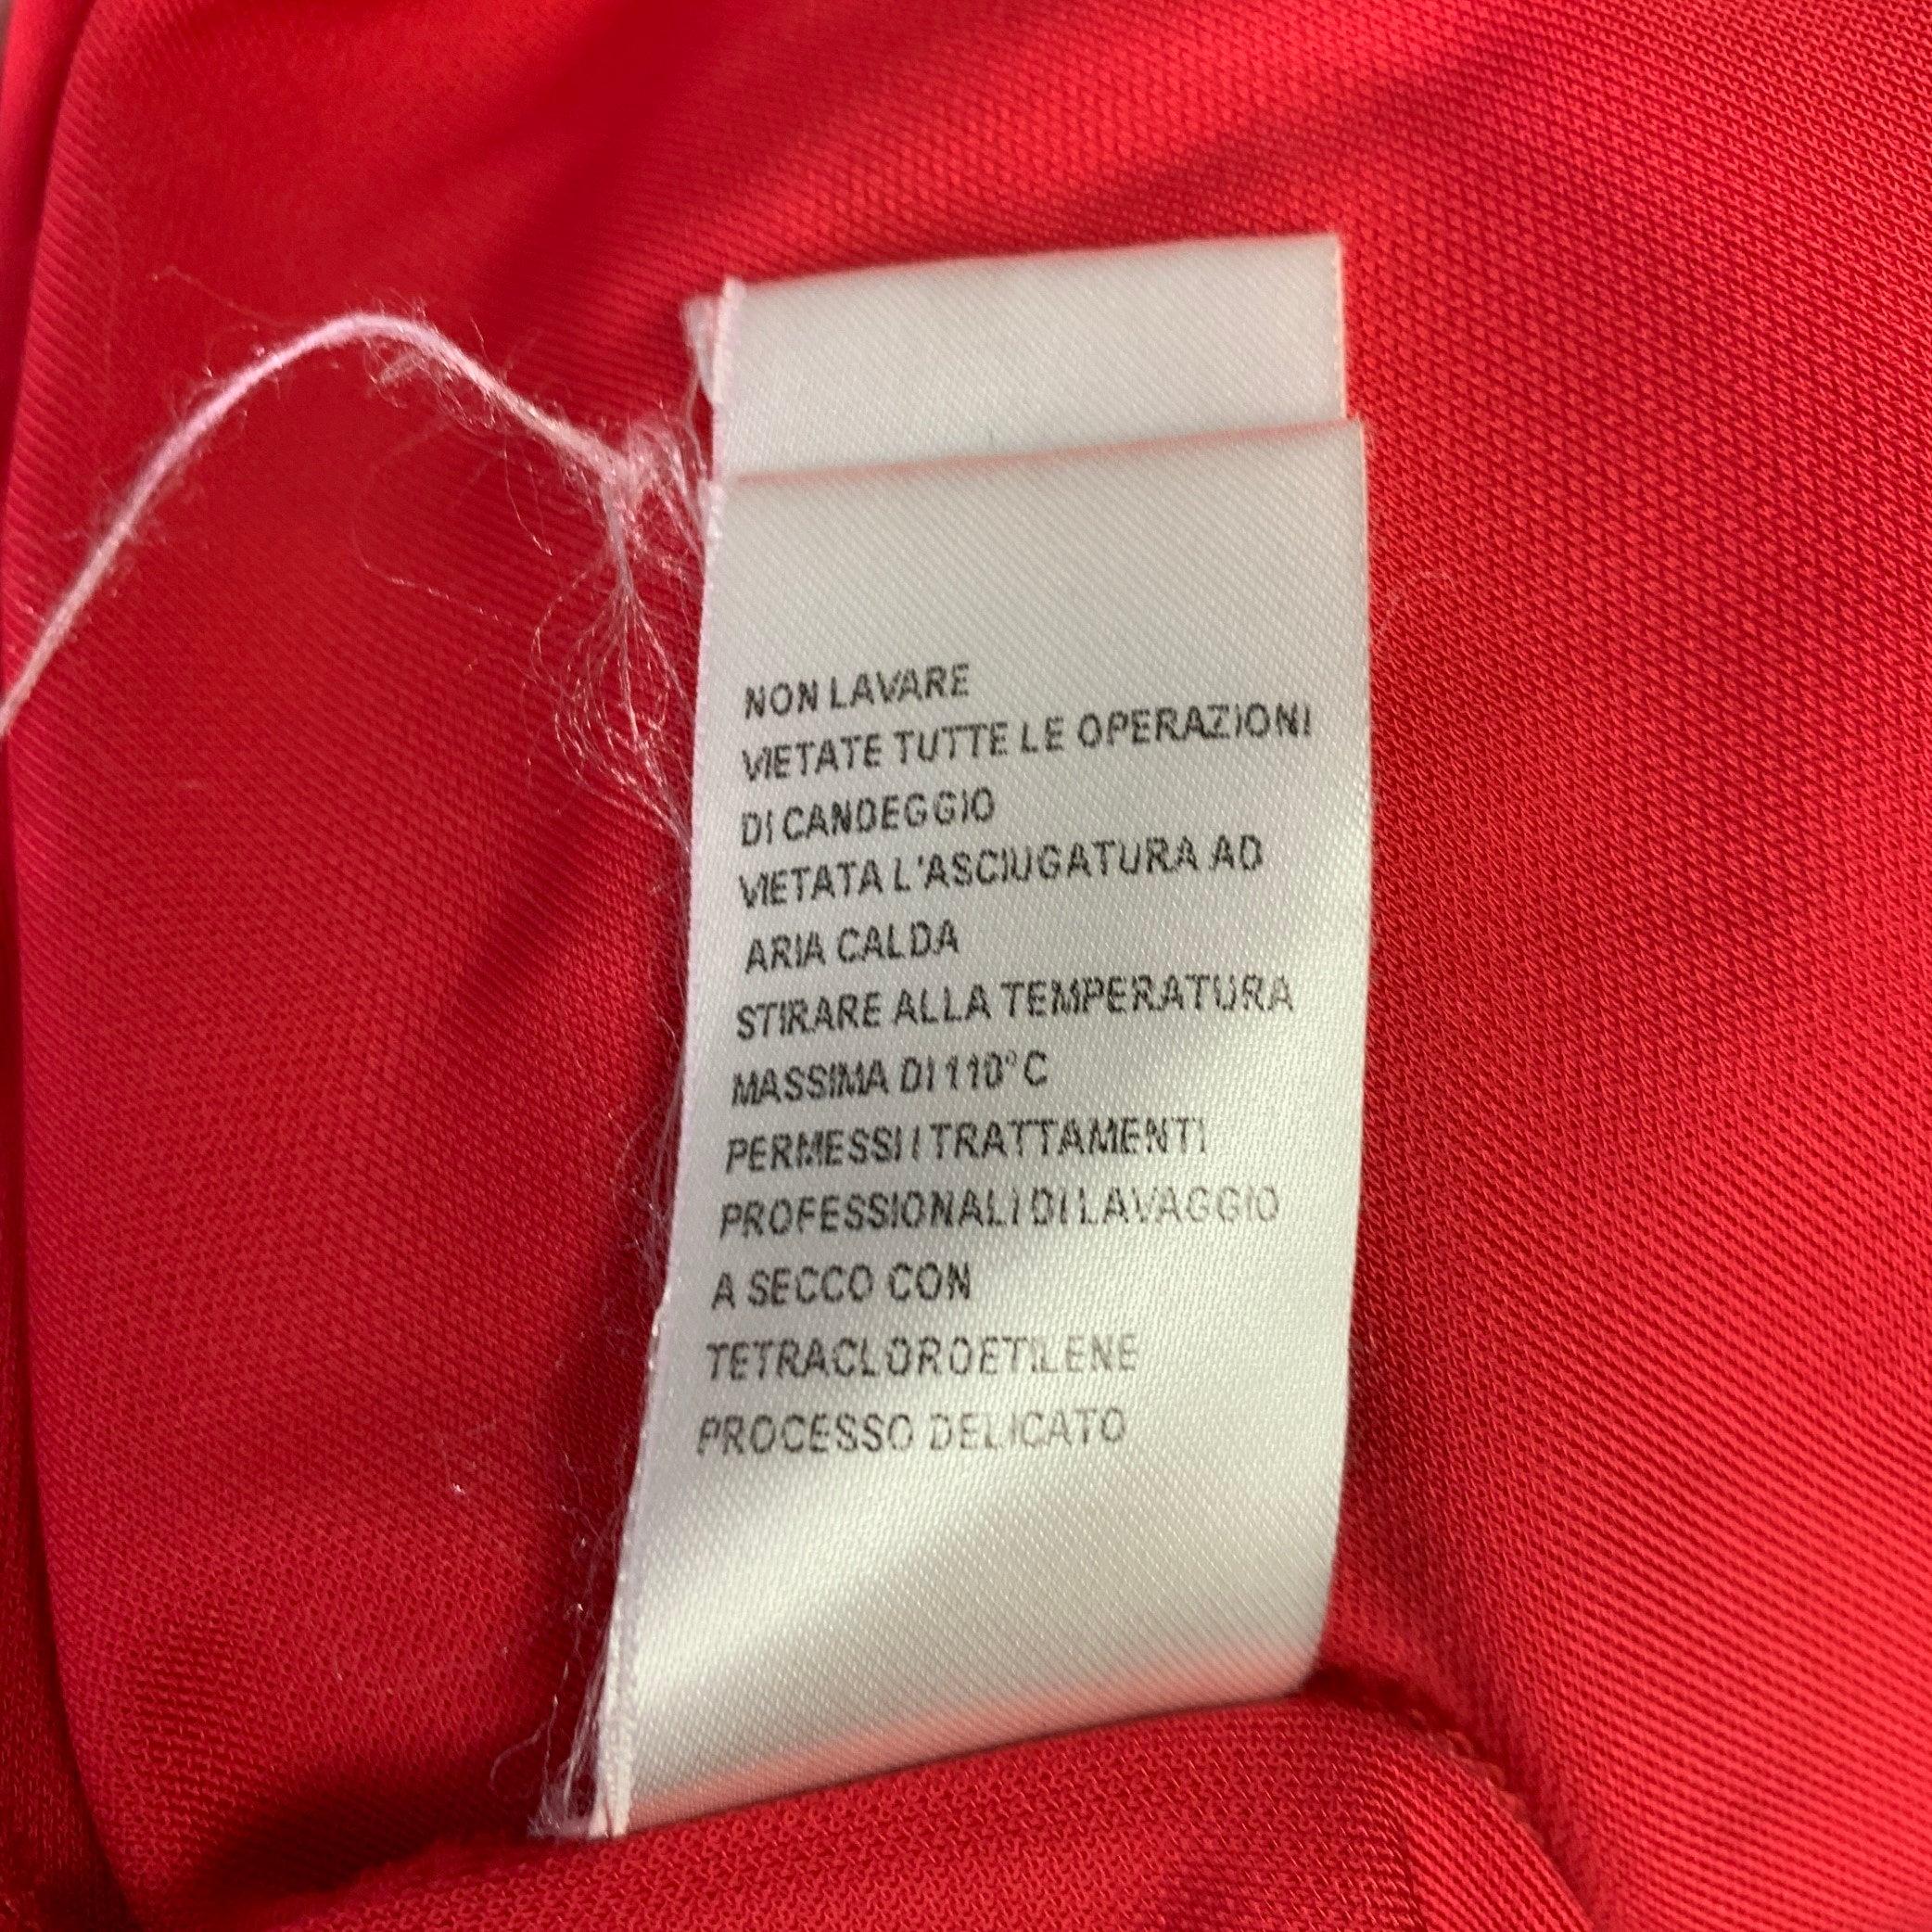 NON LAVARE
VIETATE TUTTE LE OPERAZIONI
DI CANDEGGIO
VIETATA L'ASCIUGATURA AD
ARIA CALDA
STIRARE ALLA TEMPERATURA
MASSIMA DI 110°C
PERMESSI I TRATTAMENTI
PROFESSIONALI DI LAVAGGIO
A SECCO CON
TETRACLOROETILENE
PROCESSO DELICATO